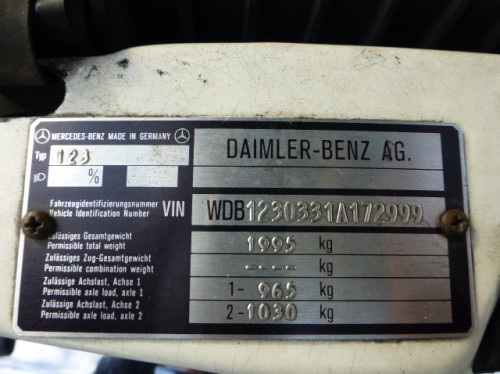 MERCEDES-BENZ MADE IN GERMANY
Typ 123
%
DAIMLER-BENZ AG.
Fahrzeugidentifizierungsnummer
Vehicle Identification Number VIN WDB1230331A172999
Zulässiges Gesamtgewicht
Permissible total weight 1995 kg
Zulässiges Zug-Gesamtgewicht
Permissible combination weight ---- kg
Zulässige Achslast, Achse 1
Permissible axle load, axle 1 1- 965 kg
Zulässige Achslast, Achse 2
Permissible axle load, axle 2 2-1030 kg